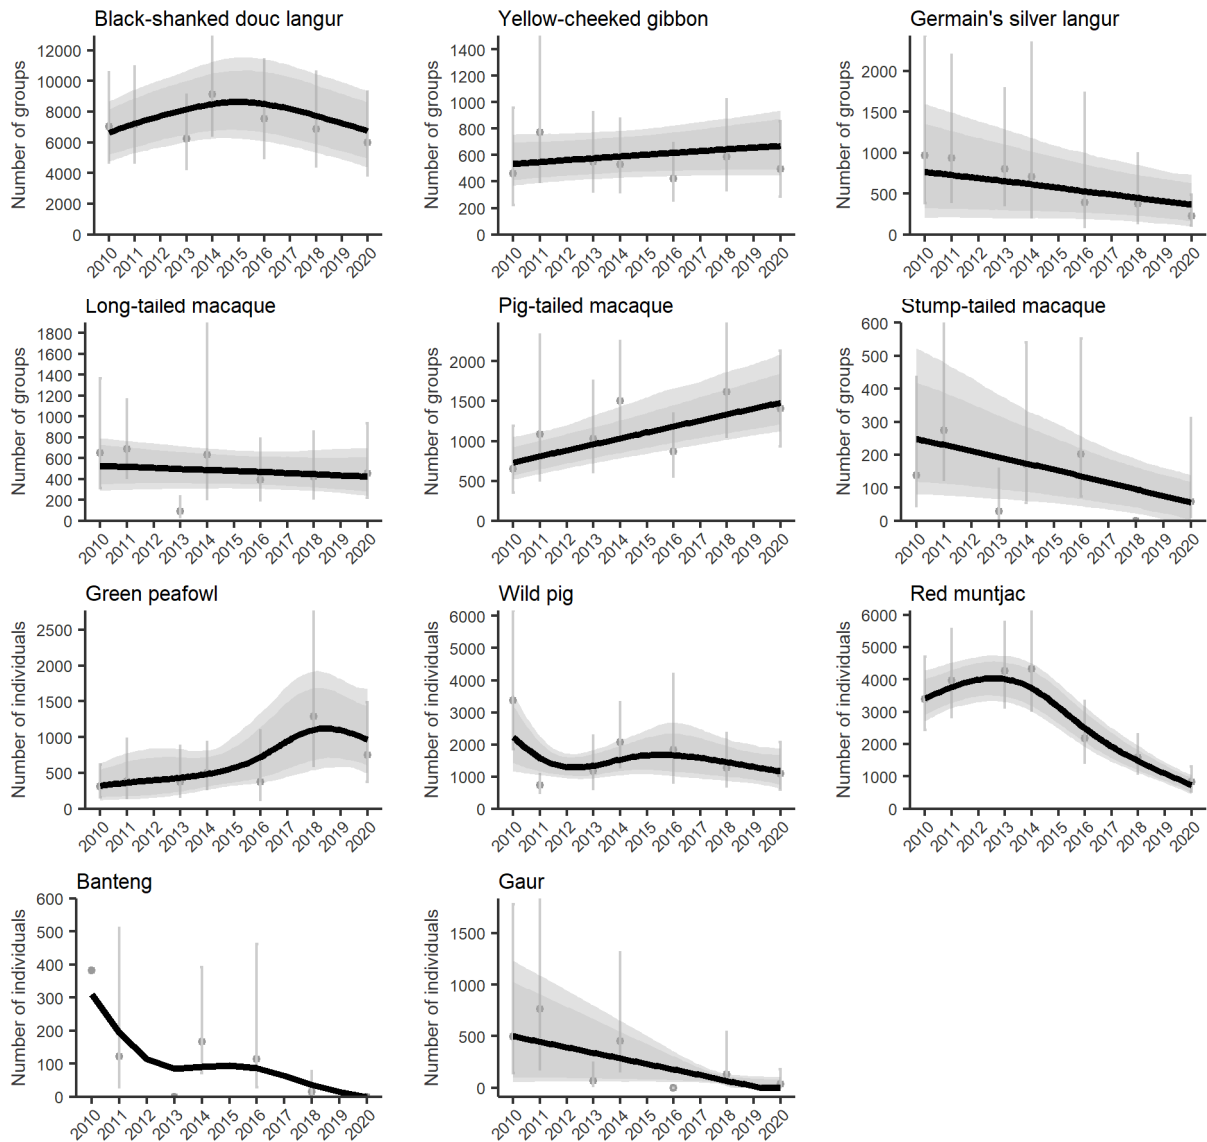 Black-shanked douc langur
Number of groups
12000
10000
8000
6000
4000
2000
0
2010 2011 2012 2013 2014 2015 2016 2017 2018 2019 2020
Yellow-cheeked gibbon
Number of groups
1400
1200
1000
800
600
400
200
0
2010 2011 2012 2013 2014 2015 2016 2017 2018 2019 2020
Germain's silver langur
Number of groups
2000
1500
1000
500
0
2010 2011 2012 2013 2014 2015 2016 2017 2018 2019 2020
Long-tailed macaque
Number of groups
1800
1600
1400
1200
1000
800
600
400
200
0
2010 2011 2012 2013 2014 2015 2016 2017 2018 2019 2020
Pig-tailed macaque
Number of groups
2000
1500
1000
500
0
2010 2011 2012 2013 2014 2015 2016 2017 2018 2019 2020
Stump-tailed macaque
Number of groups
600
500
400
300
200
100
0
2010 2011 2012 2013 2014 2015 2016 2017 2018 2019 2020
Green peafowl
Number of individuals
2500
2000
1500
1000
500
0
2010 2011 2012 2013 2014 2015 2016 2017 2018 2019 2020
Wild pig
Number of individuals
6000
5000
4000
3000
2000
1000
0
2010 2011 2012 2013 2014 2015 2016 2017 2018 2019 2020
Red muntjac
Number of individuals
6000
5000
4000
3000
2000
1000
0
2010 2011 2012 2013 2014 2015 2016 2017 2018 2019 2020
Banteng
Number of individuals
600
500
400
300
200
100
0
2010 2011 2012 2013 2014 2015 2016 2017 2018 2019 2020
Gaur
Number of individuals
1500
1000
500
0
2010 2011 2012 2013 2014 2015 2016 2017 2018 2019 2020